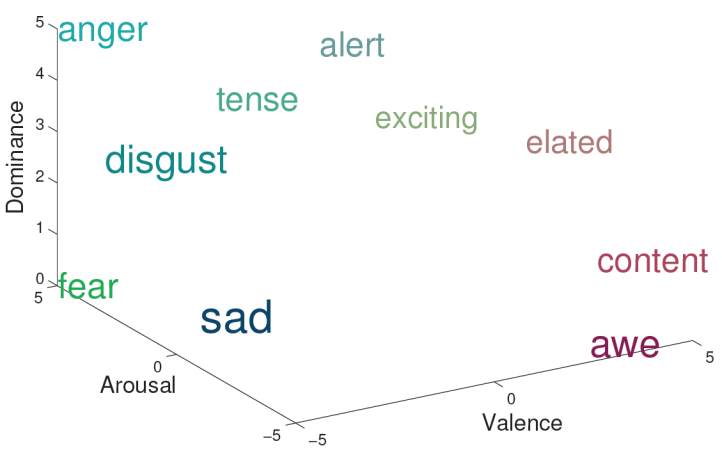 5
anger
alert
4
tense
exciting
3
elated
disgust
Dominance
2
1
content
0
fear
5
sad
awe
0
5
Arousal
0
Valence
−5
−5